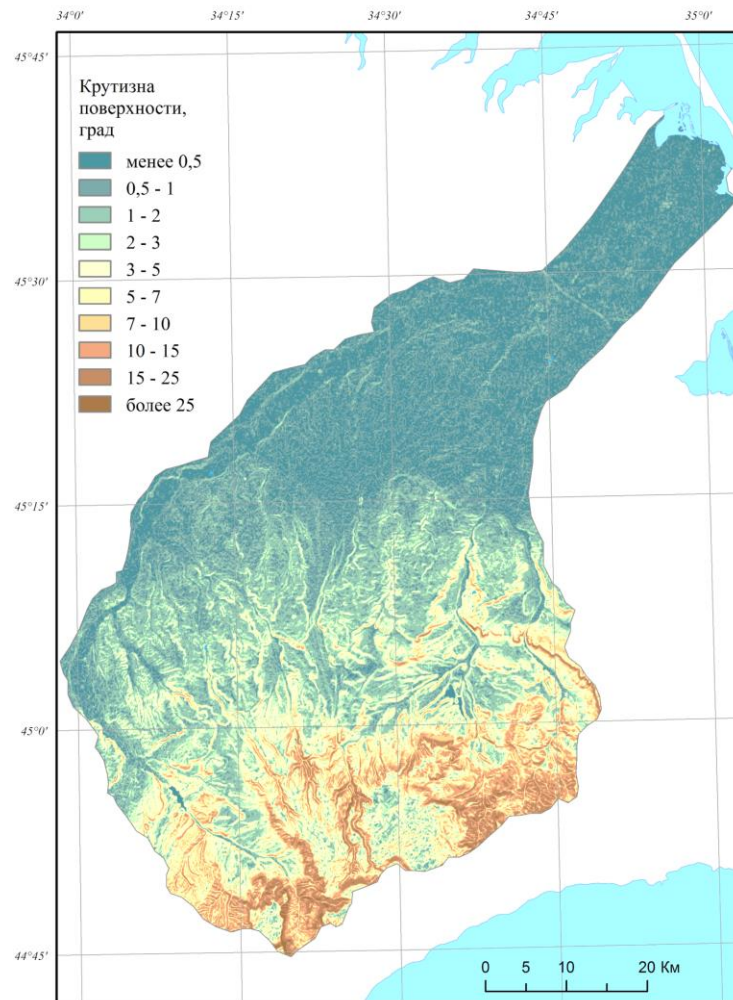 34°0' 34°15' 34°30' 34°45' 35°0'
45°45'
Крутизна
поверхности,
град
менее 0,5
0,5 - 1
1 - 2
2 - 3
3 - 5
5 - 7
7 - 10
10 - 15
15 - 25
более 25
45°30'
45°15'
45°0'
44°45'
0 5 10 20 Км